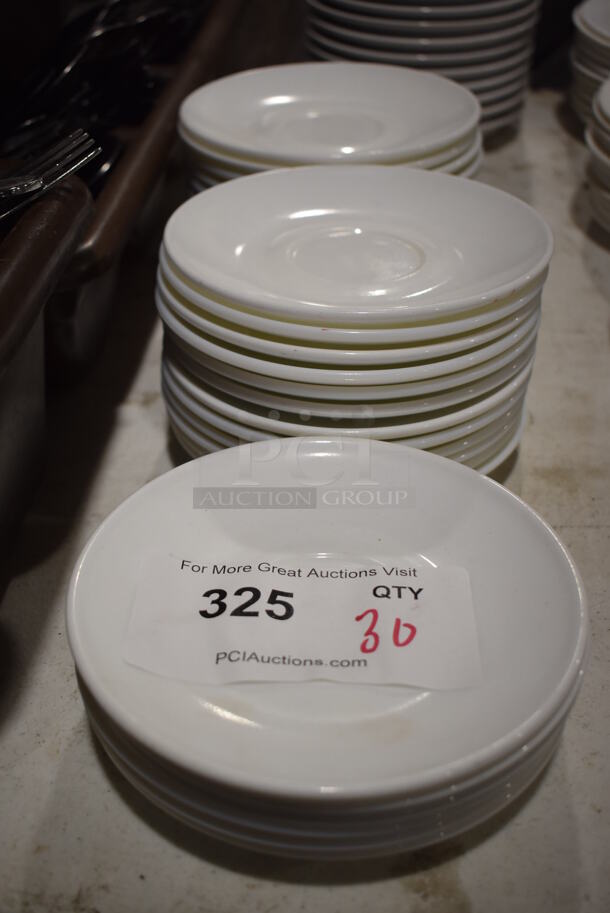 PCI
AUCTION GROUP
For More Great Auctions Visit
325 QTY
30
PCIAuctions.com